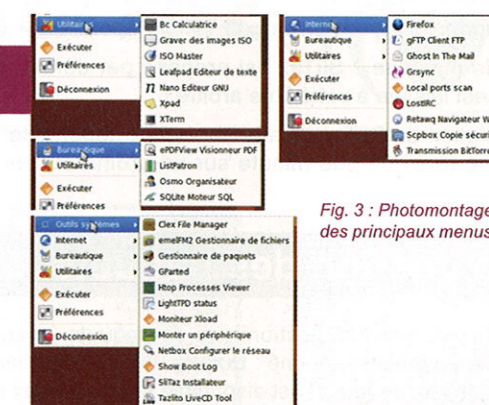 Utilitaires
Exécuter
Préférences
Déconnexion
Bc Calculatrice
Graver des images ISO
ISO Master
Leafpad Editeur de texte
Nano Editeur GNU
Xpad
XTerm
Internet
Bureautique
Utilitaires
Exécuter
Préférences
Déconnexion
Firefox
gFTP Client FTP
Ghost In The Mail
Grsync
Local ports scan
LostIRC
Retawq Navigateur W
Scpbox Copie sécuri
Transmission BitTorre
Bureautique
Utilitaires
Exécuter
Préférences
ePDFView Visionneur PDF
ListPatron
Osmo Organisateur
SQLite Moteur SQL
Fig. 3 : Photomontage
des principaux menus
Outils systèmes
Internet
Bureautique
Utilitaires
Exécuter
Préférences
Déconnexion
Clex File Manager
emelFM2 Gestionnaire de fichiers
Gestionnaire de paquets
GParted
Htop Processes Viewer
LightTPD status
Moniteur Xload
Monter un périphérique
Netbox Configurer le réseau
Show Boot Log
SliTaz Installateur
Tazlito LiveCD Tool